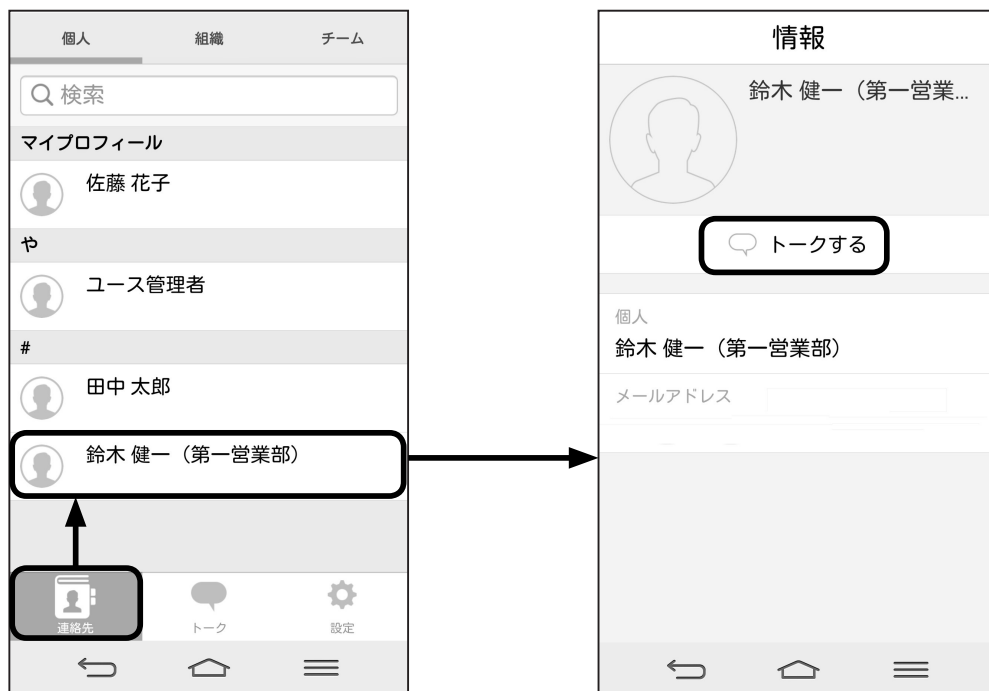 個人 組織 チーム
検索
マイプロフィール
佐藤 花子
や
ユース管理者
#
田中 太郎
鈴木 健一（第一営業部）
連絡先 トーク 設定
情報
鈴木 健一（第一営業...
トークする
個人
鈴木 健一（第一営業部）
メールアドレス